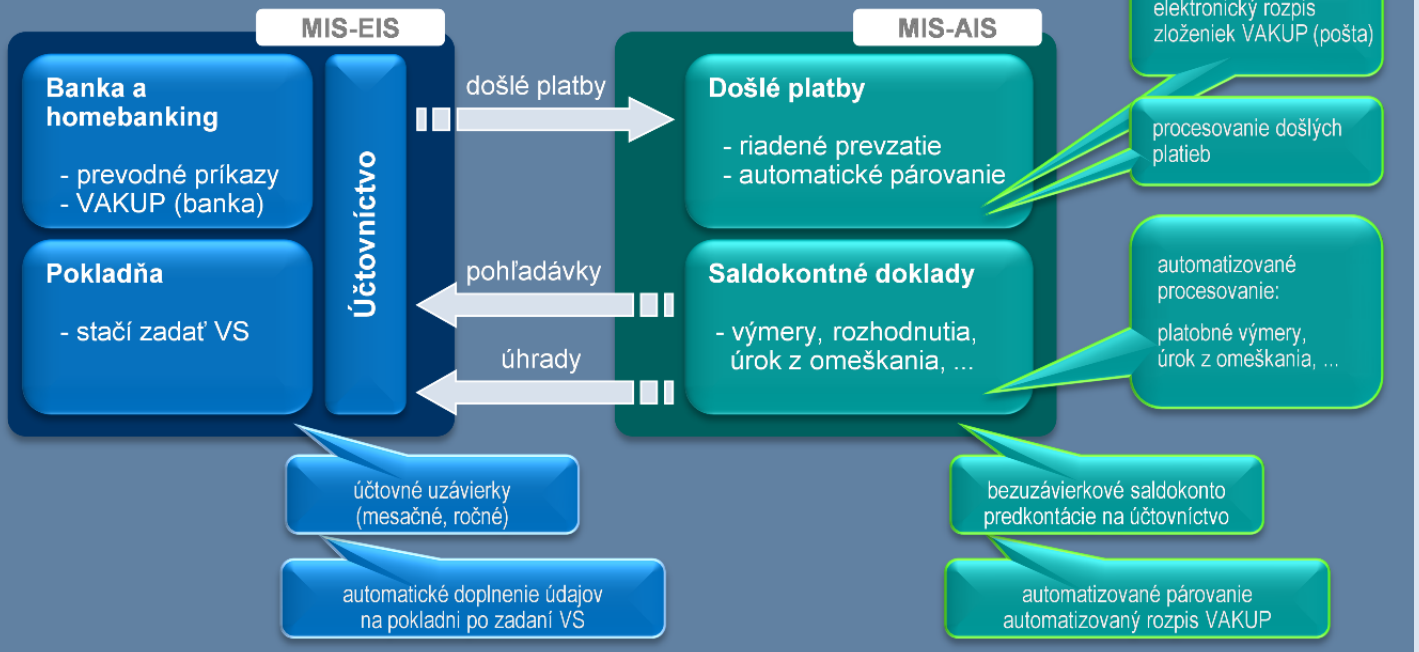 MIS-EIS
Banka a
homebanking
- prevodné príkazy
- VAKUP (banka)
Pokladňa
- stačí zadať VS
Účtovníctvo
došlé platby
pohľadávky
úhrady
MIS-AIS
Došlé platby
- riadené prevzatie
- automatické párovanie
Saldokontné doklady
- výmery, rozhodnutia,
úrok z omeškania, ...
elektronický rozpis
zloženiek VAKUP (pošta)
procesovanie došlých
platieb
automatizované
procesovanie:
platobné výmery,
úrok z omeškania, ...
účtovné uzávierky
(mesačné, ročné)
automatické doplnenie údajov
na pokladni po zadaní VS
bezuzávierkové saldokonto
predkontácie na účtovníctvo
automatizované párovanie
automatizovaný rozpis VAKUP